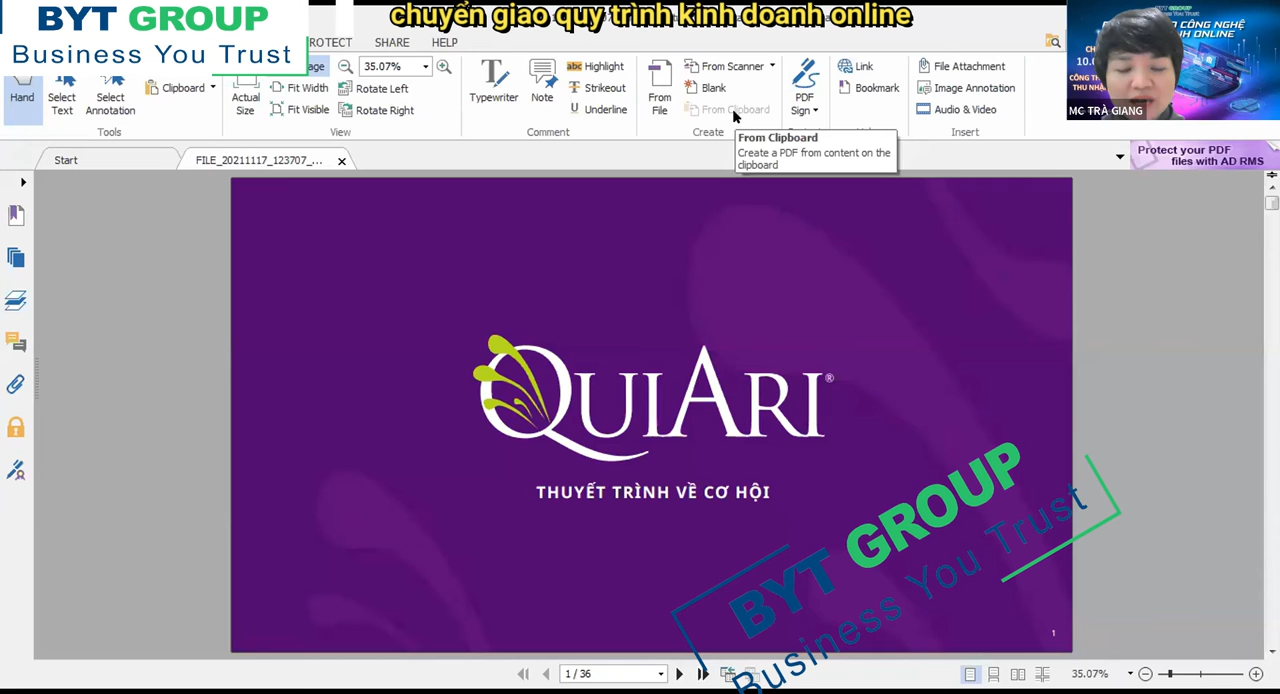 BYT GROUP
Business You Trust
chuyển giao quy trình kinh doanh online
ROTECT SHARE HELP
age
35.07%
Hand
Select Text
Select Annotation
Clipboard
Tools
Actual Size
Fit Width
Fit Visible
Rotate Left
Rotate Right
View
Typewriter
Note
Highlight
Strikeout
Underline
Comment
From File
From Scanner
Blank
From Clipboard
Create
PDF Sign
Link
Bookmark
File Attachment
Image Annotation
Audio & Video
Insert
From Clipboard
Create a PDF from content on the
clipboard
MC TRÀ GIANG
Start
FILE_20211117_123707_...
Protect your PDF
files with AD RMS
QUIARI®
THUYẾT TRÌNH VỀ CƠ HỘI
BYT GROUP
Business You Trust
1
1 / 36
35.07%